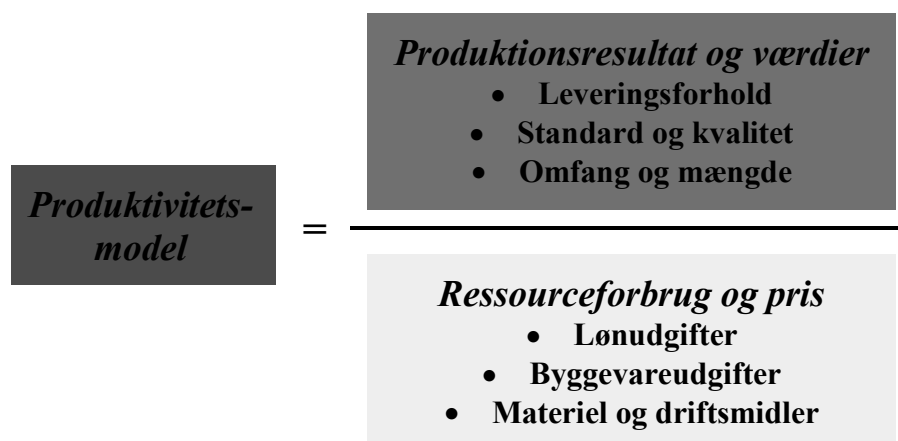 Produktivitets-
model
=
Produktionsresultat og værdier
• Leveringsforhold
• Standard og kvalitet
• Omfang og mængde
Ressourceforbrug og pris
• Lønudgifter
• Byggevareudgifter
• Materiel og driftsmidler